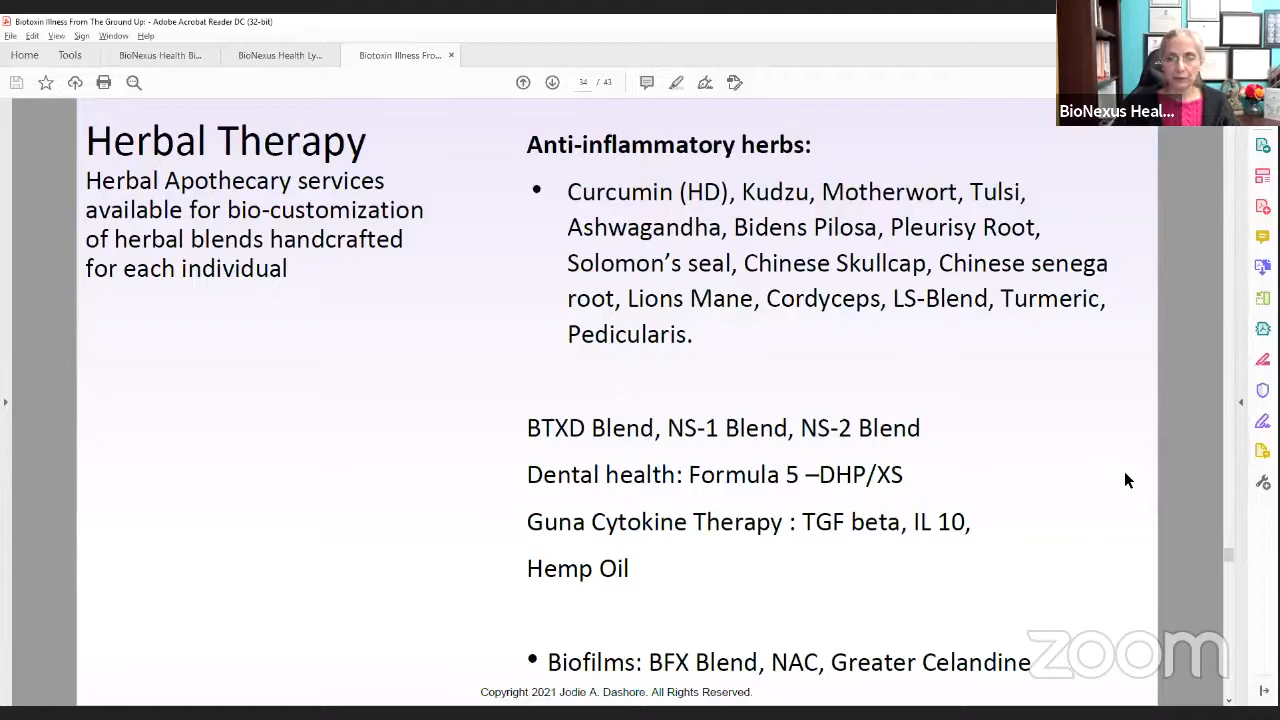 Biotoxin Illness From The Ground Up: - Adobe Acrobat Reader DC (32-bit)
File Edit View Sign Window Help
Home Tools BioNexus Health Bi... BioNexus Health Ly... Biotoxin Illness From... ×
34 / 43
BioNexus Heal...
Herbal Therapy
Herbal Apothecary services
available for bio-customization
of herbal blends handcrafted
for each individual
Anti-inflammatory herbs:
• Curcumin (HD), Kudzu, Motherwort, Tulsi,
Ashwagandha, Bidens Pilosa, Pleurisy Root,
Solomon’s seal, Chinese Skullcap, Chinese senega
root, Lions Mane, Cordyceps, LS-Blend, Turmeric,
Pedicularis.
BTXD Blend, NS-1 Blend, NS-2 Blend
Dental health: Formula 5 –DHP/XS
Guna Cytokine Therapy : TGF beta, IL 10,
Hemp Oil
• Biofilms: BFX Blend, NAC, Greater Celandine
Copyright 2021 Jodie A. Dashore. All Rights Reserved.
zoom